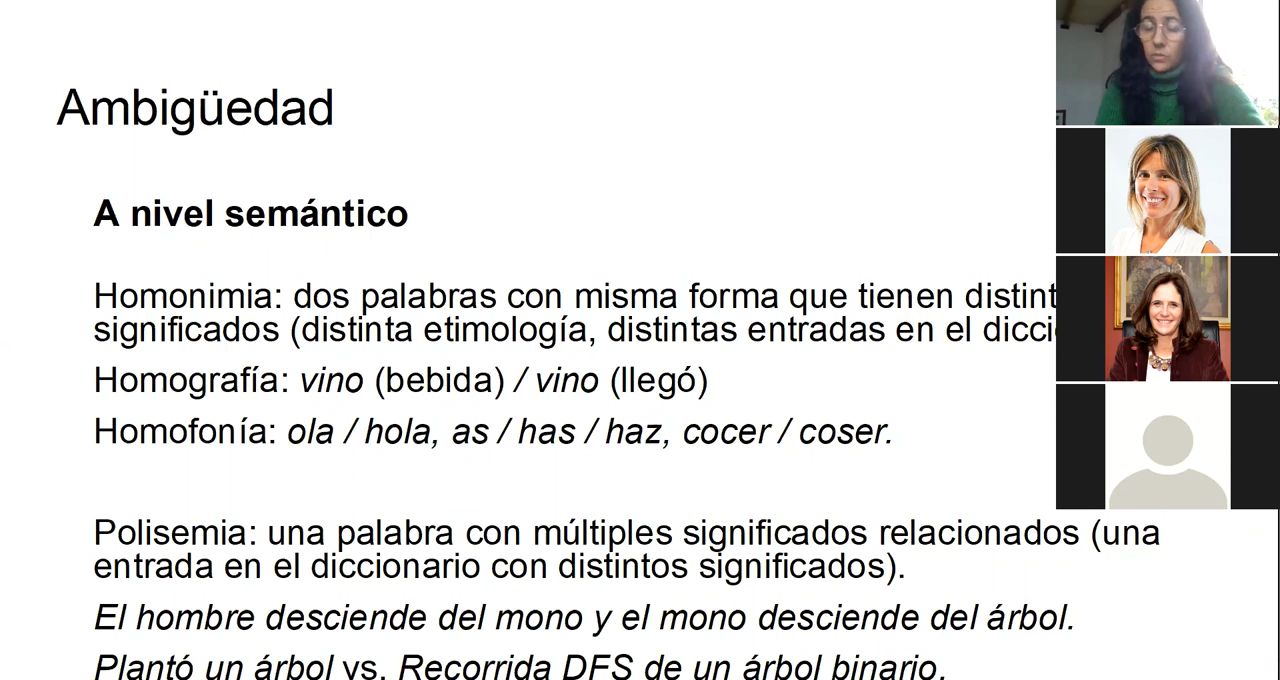 Ambigüedad
A nivel semántico
Homonimia: dos palabras con misma forma que tienen
significados (distinta etimología, distintas entradas en el
Homografía: vino (bebida) / vino (llegó)
Homofonía: ola / hola, as / has / haz, cocer / coser.
Polisemia: una palabra con múltiples significados relacionados (una
entrada en el diccionario con distintos significados).
El hombre desciende del mono y el mono desciende del árbol.
Plantó un árbol vs. Recorrida DFS de un árbol binario.